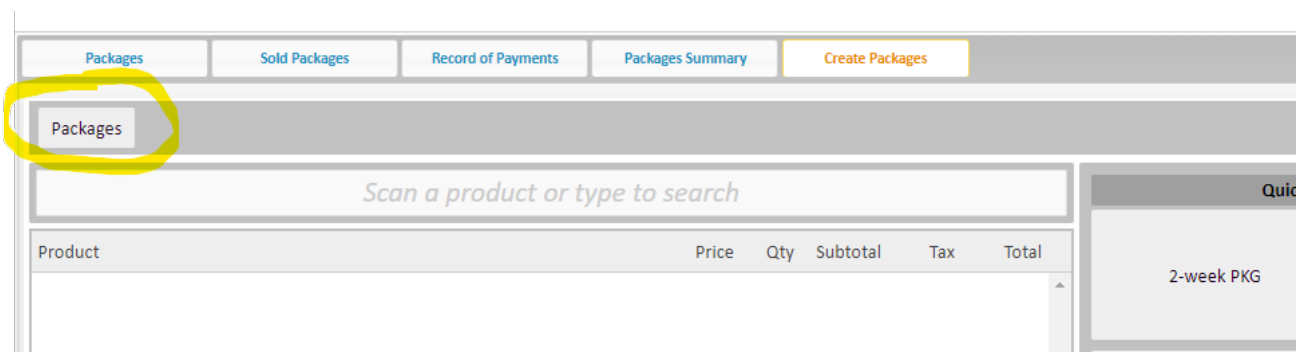 Packages Sold Packages Record of Payments Packages Summary Create Packages
Packages
Scan a product or type to search
Quic
Product Price Qty Subtotal Tax Total
2-week PKG